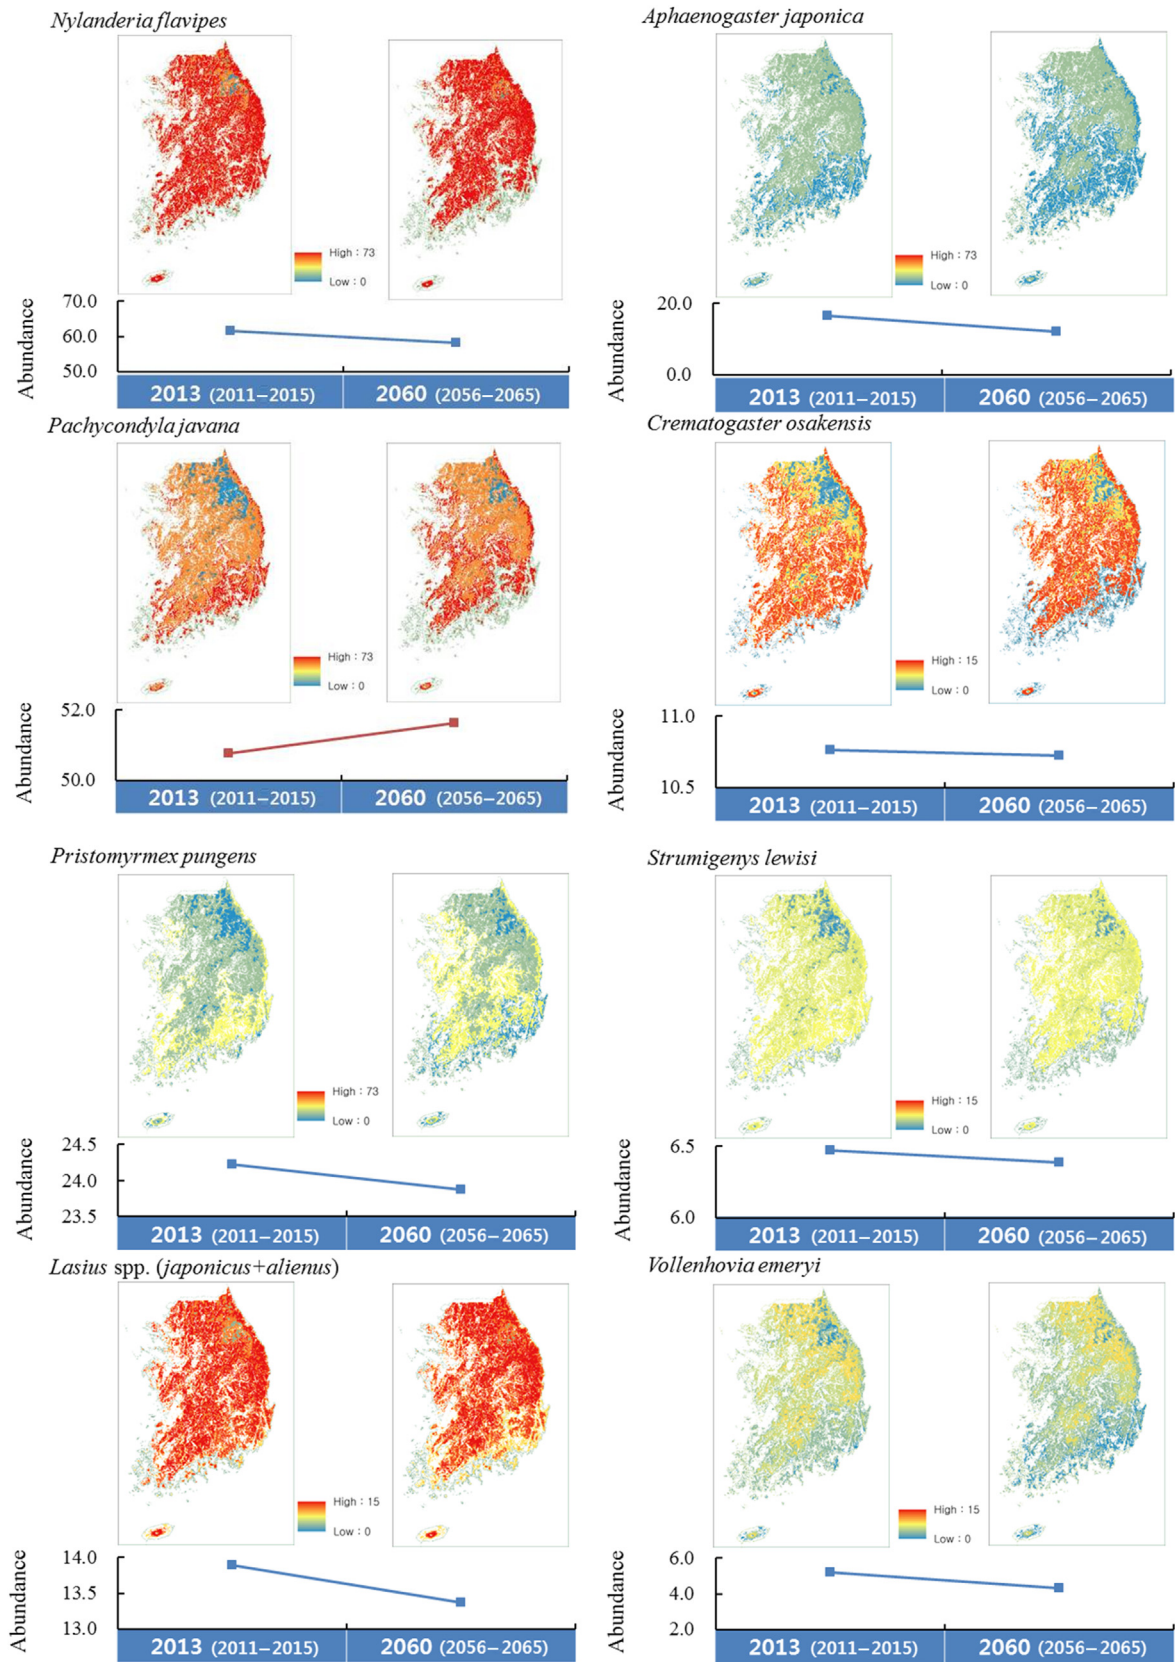 Nylanderia flavipes
High : 73
Low : 0
Abundance
70.0
60.0
50.0
2013 (2011–2015)
2060 (2056–2065)
Aphaenogaster japonica
High : 73
Low : 0
Abundance
20.0
0.0
2013 (2011–2015)
2060 (2056–2065)
Pachycondyla javana
High : 73
Low : 0
Abundance
52.0
50.0
2013 (2011–2015)
2060 (2056–2065)
Crematogaster osakensis
High : 15
Low : 0
Abundance
11.0
10.5
2013 (2011–2015)
2060 (2056–2065)
Pristomyrmex pungens
High : 73
Low : 0
Abundance
24.5
24.0
23.5
2013 (2011–2015)
2060 (2056–2065)
Strumigenys lewisi
High : 15
Low : 0
Abundance
6.5
6.0
2013 (2011–2015)
2060 (2056–2065)
Lasius spp. (japonicus+alienus)
High : 15
Low : 0
Abundance
14.0
13.5
13.0
2013 (2011–2015)
2060 (2056–2065)
Vollenhovia emeryi
High : 15
Low : 0
Abundance
6.0
4.0
2.0
2013 (2011–2015)
2060 (2056–2065)